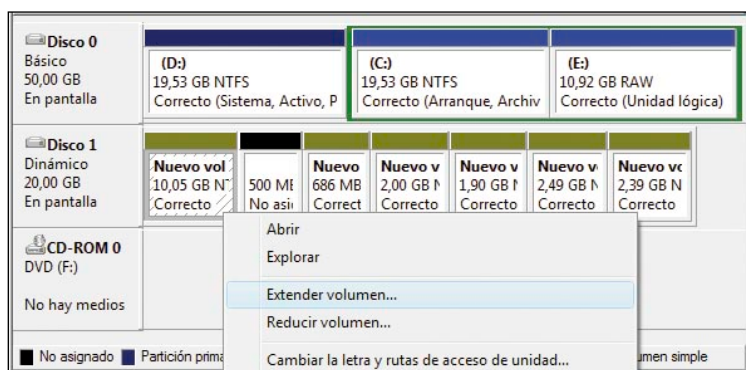 Disco 0
Básico
50,00 GB
En pantalla
(D:)
19,53 GB NTFS
Correcto (Sistema, Activo, P
(C:)
19,53 GB NTFS
Correcto (Arranque, Archiv
(E:)
10,92 GB RAW
Correcto (Unidad lógica)
Disco 1
Dinámico
20,00 GB
En pantalla
Nuevo vol
10,05 GB NT
Correcto
500 ME
No asi
Nuevo
686 MB
Correct
Nuevo v
2,00 GB N
Correcto
Nuevo v
1,90 GB N
Correcto
Nuevo v
2,49 GB N
Correcto
Nuevo vo
2,39 GB N
Correcto
CD-ROM 0
DVD (F:)
No hay medios
Abrir
Explorar
Extender volumen...
Reducir volumen...
Cambiar la letra y rutas de acceso de unidad...
No asignado
Partición prima
umen simple